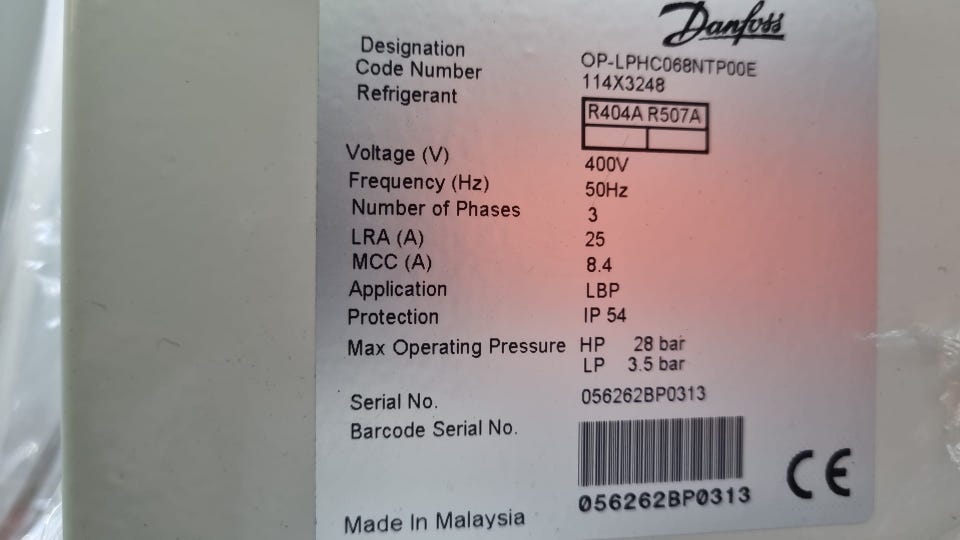 Danfoss
Designation OP-LPHC068NTP00E
Code Number 114X3248
Refrigerant R404A R507A
Voltage (V) 400V
Frequency (Hz) 50Hz
Number of Phases 3
LRA (A) 25
MCC (A) 8.4
Application LBP
Protection IP 54
Max Operating Pressure HP 28 bar
LP 3.5 bar
Serial No. 056262BP0313
Barcode Serial No.
056262BP0313
CE
Made In Malaysia